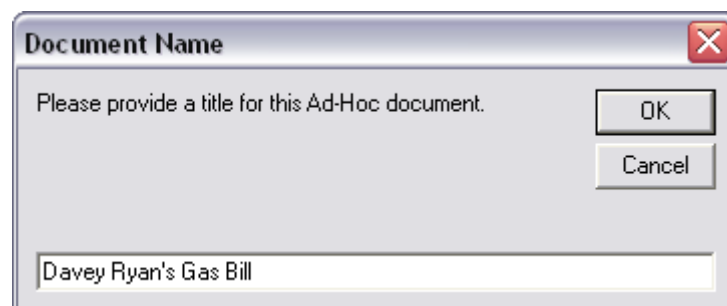 Document Name
Please provide a title for this Ad-Hoc document.
OK
Cancel
Davey Ryan's Gas Bill